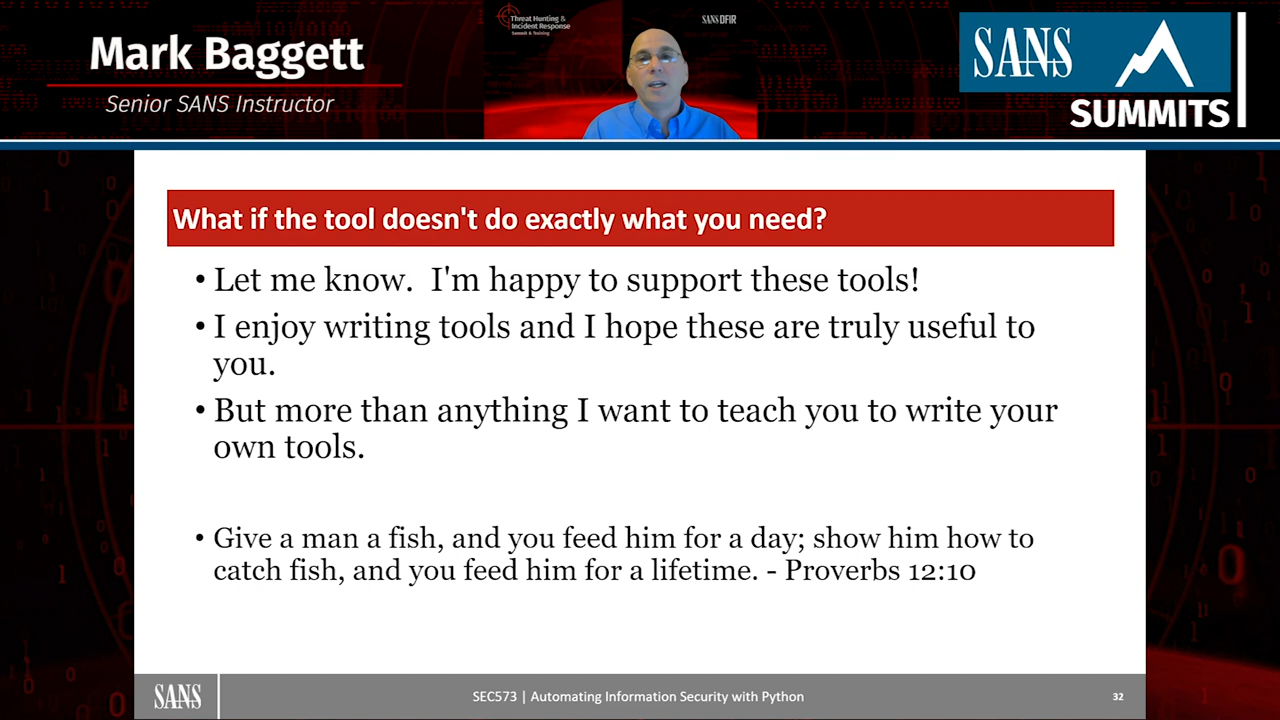 Mark Baggett
Senior SANS Instructor
Threat Hunting &
Incident Response
Summit & Training
SANS DFIR
SANS
SUMMITS
What if the tool doesn't do exactly what you need?
• Let me know.  I'm happy to support these tools!
• I enjoy writing tools and I hope these are truly useful to
you.
• But more than anything I want to teach you to write your
own tools.
• Give a man a fish, and you feed him for a day; show him how to
catch fish, and you feed him for a lifetime. - Proverbs 12:10
SANS
SEC573 | Automating Information Security with Python
32